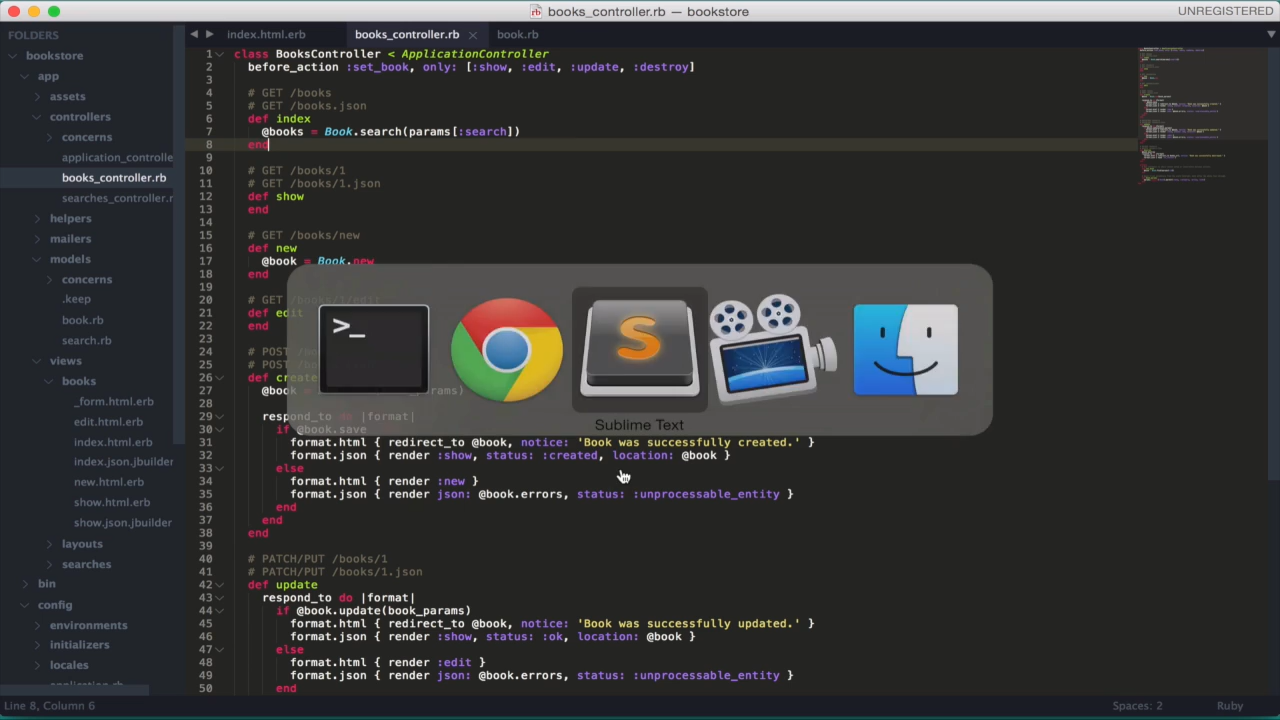 books_controller.rb — bookstore
UNREGISTERED
FOLDERS
bookstore
app
assets
controllers
concerns
application_controlle
books_controller.rb
searches_controller.r
helpers
mailers
models
concerns
.keep
book.rb
search.rb
views
books
_form.html.erb
edit.html.erb
index.html.erb
index.json.jbuilder
new.html.erb
show.html.erb
show.json.jbuilder
layouts
searches
bin
config
environments
initializers
locales
index.html.erb
books_controller.rb
book.rb
1 class BooksController < ApplicationController
2 before_action :set_book, only: [:show, :edit, :update, :destroy]
3
4 # GET /books
5 # GET /books.json
6 def index
7 @books = Book.search(params[:search])
8 end
9
10 # GET /books/1
11 # GET /books/1.json
12 def show
13 end
14
15 # GET /books/new
16 def new
17 @book = Book.new
18 end
19
20 # GET /books/1/edit
21 def edit
22 end
23
24 # POST
25 # POS
26 def create
27 @book = _params)
28
29 respond_to do |format|
30 if @book.save
31 format.html { redirect_to @book, notice: 'Book was successfully created.' }
32 format.json { render :show, status: :created, location: @book }
33 else
34 format.html { render :new }
35 format.json { render json: @book.errors, status: :unprocessable_entity }
36 end
37 end
38 end
39
40 # PATCH/PUT /books/1
41 # PATCH/PUT /books/1.json
42 def update
43 respond_to do |format|
44 if @book.update(book_params)
45 format.html { redirect_to @book, notice: 'Book was successfully updated.' }
46 format.json { render :show, status: :ok, location: @book }
47 else
48 format.html { render :edit }
49 format.json { render json: @book.errors, status: :unprocessable_entity }
50 end
>_
S
Sublime Text
Line 8, Column 6
Spaces: 2
Ruby